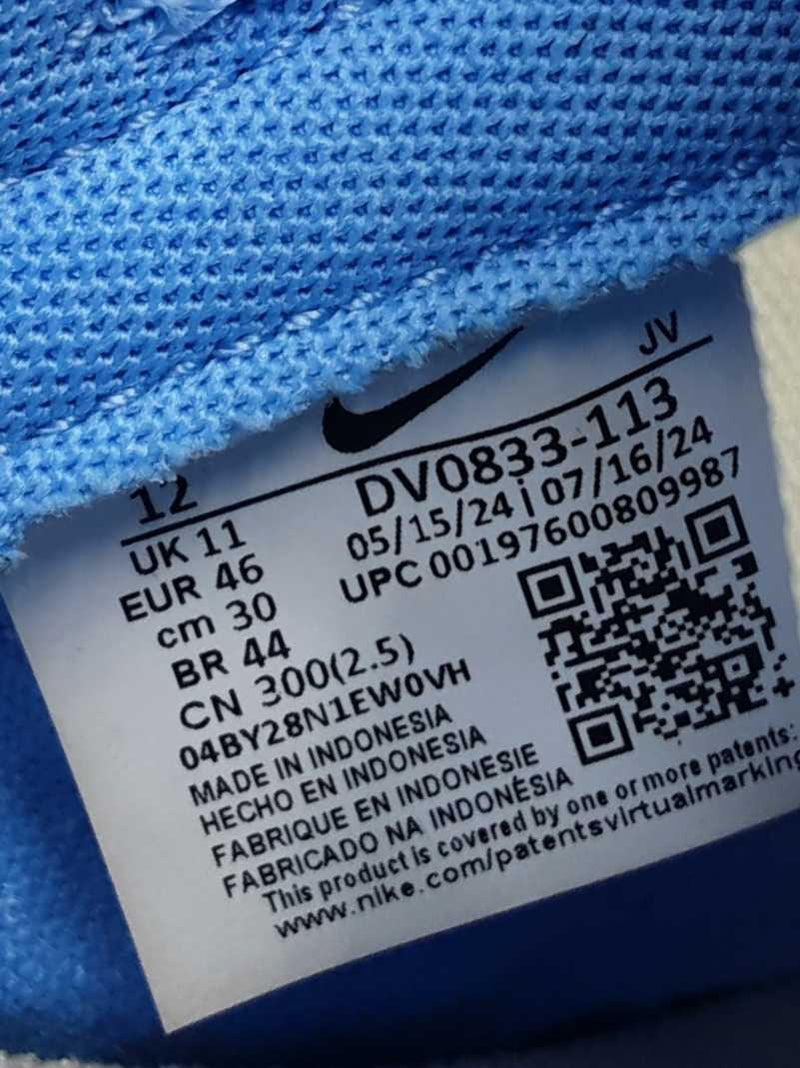 JV
12
DV0833-113
UK 11
05/15/24 | 07/16/24
EUR 46
UPC 00197600809987
cm 30
BR 44
CN 300(2.5)
04BY28N1EW0VH
MADE IN INDONESIA
HECHO EN INDONESIA
FABRIQUE EN INDONESIE
FABRICADO NA INDONÉSIA
This product is covered by one or more patents:
www.nike.com/patentsvirtualmarking